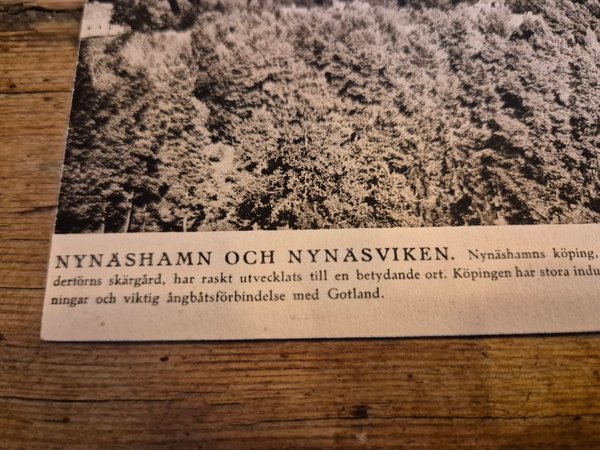 NYNÄSHAMN OCH NYNÄSVIKEN. Nynäshamns köping,
dertörns skärgård, har raskt utvecklats till en betydande ort. Köpingen har stora indu
ningar och viktig ångbåtsförbindelse med Gotland.